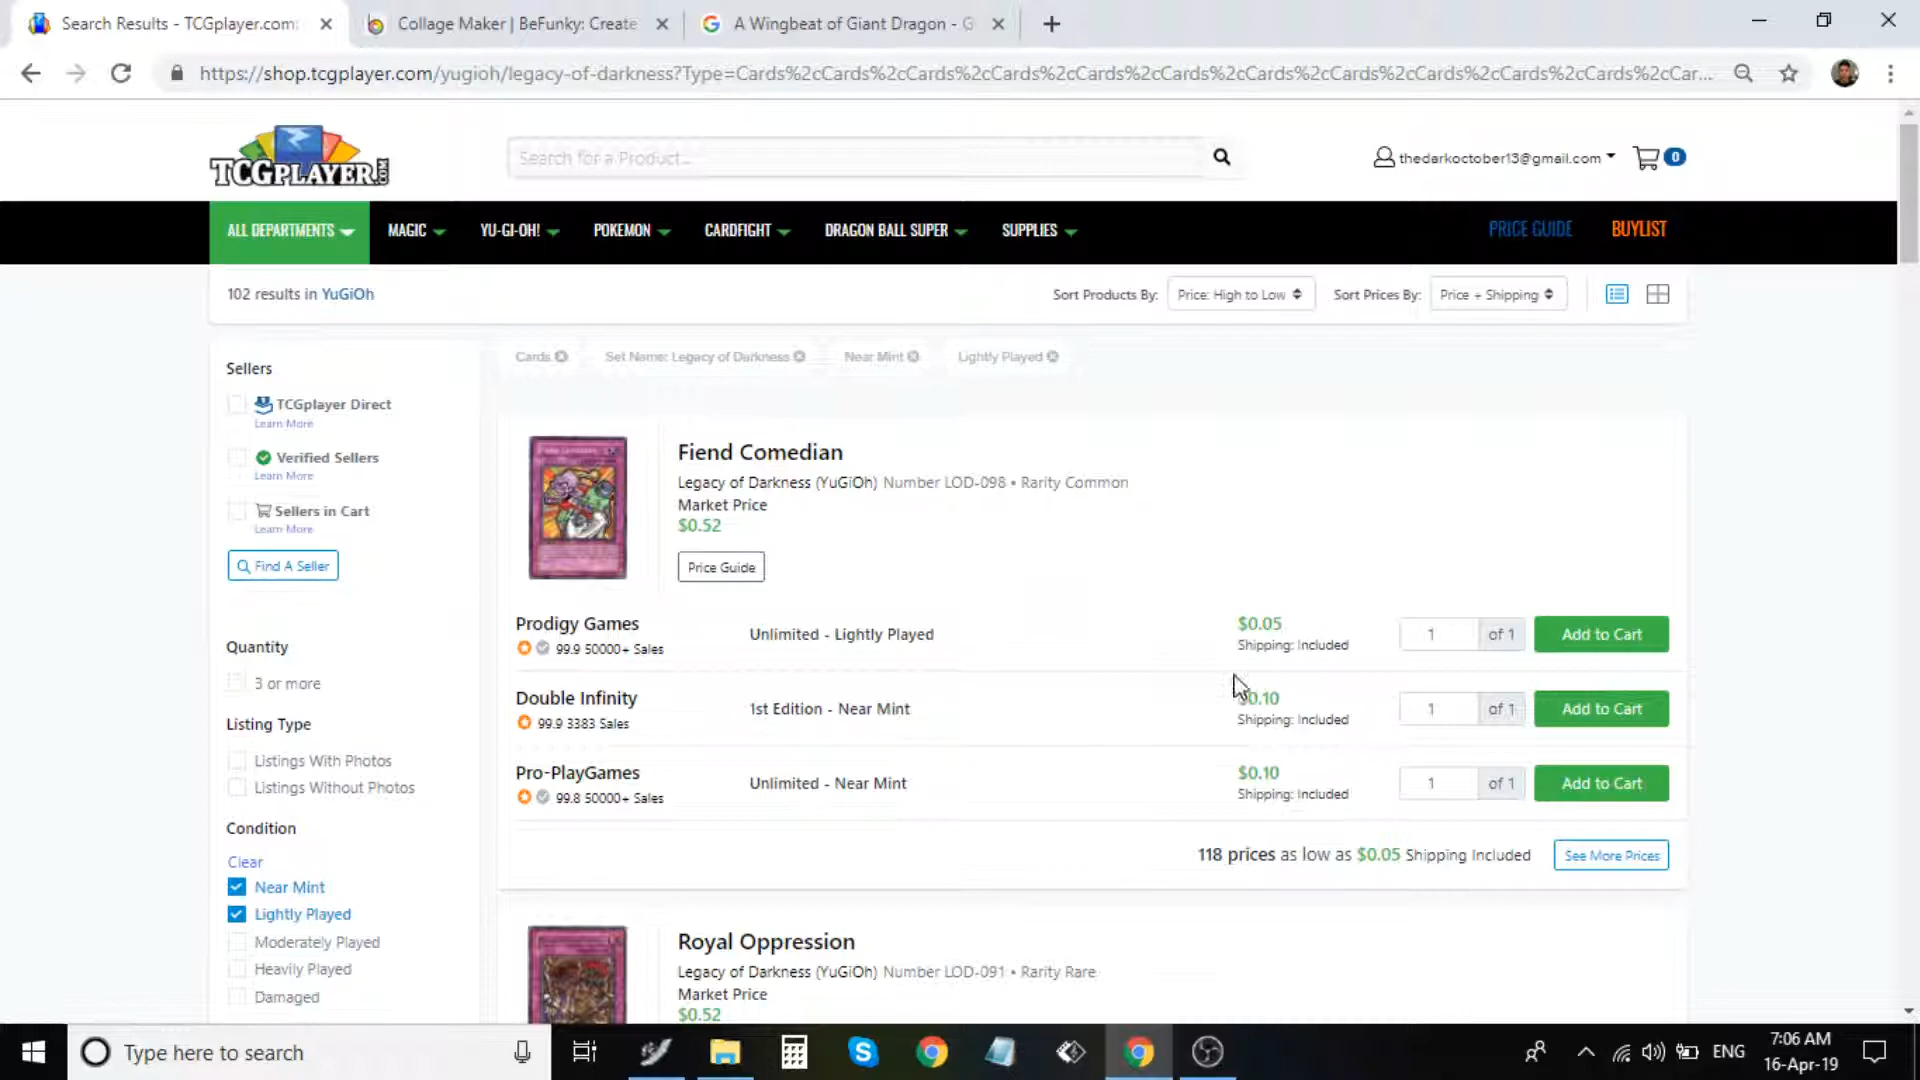 Search Results - TCGplayer.com
Collage Maker | BeFunky: Create
A Wingbeat of Giant Dragon - G
https://shop.tcgplayer.com/yugioh/legacy-of-darkness?Type=Cards%2cCards%2cCards%2cCards%2cCards%2cCards%2cCards%2cCards%2cCards%2cCards%2cCards%2cCar...
TCGPLAYER.COM
Search for a Product...
thedarkoctober13@gmail.com
0
ALL DEPARTMENTS
MAGIC
YU-GI-OH!
POKEMON
CARDFIGHT
DRAGON BALL SUPER
SUPPLIES
PRICE GUIDE
BUYLIST
102 results in YuGiOh
Sort Products By: Price: High to Low
Sort Prices By: Price + Shipping
Sellers
TCGplayer Direct
Learn More
Verified Sellers
Learn More
Sellers in Cart
Learn More
Find A Seller
Quantity
3 or more
Listing Type
Listings With Photos
Listings Without Photos
Condition
Clear
Near Mint
Lightly Played
Moderately Played
Heavily Played
Damaged
Cards
Set Name: Legacy of Darkness
Near Mint
Lightly Played
Fiend Comedian
Legacy of Darkness (YuGiOh) Number LOD-098 • Rarity Common
Market Price
$0.52
Price Guide
Prodigy Games
99.9 50000+ Sales
Unlimited - Lightly Played
$0.05
Shipping: Included
1 of 1
Add to Cart
Double Infinity
99.9 3383 Sales
1st Edition - Near Mint
$0.10
Shipping: Included
1 of 1
Add to Cart
Pro-PlayGames
99.8 50000+ Sales
Unlimited - Near Mint
$0.10
Shipping: Included
1 of 1
Add to Cart
118 prices as low as $0.05 Shipping Included
See More Prices
Royal Oppression
Legacy of Darkness (YuGiOh) Number LOD-091 • Rarity Rare
Market Price
$0.52
Type here to search
ENG
7:06 AM
16-Apr-19